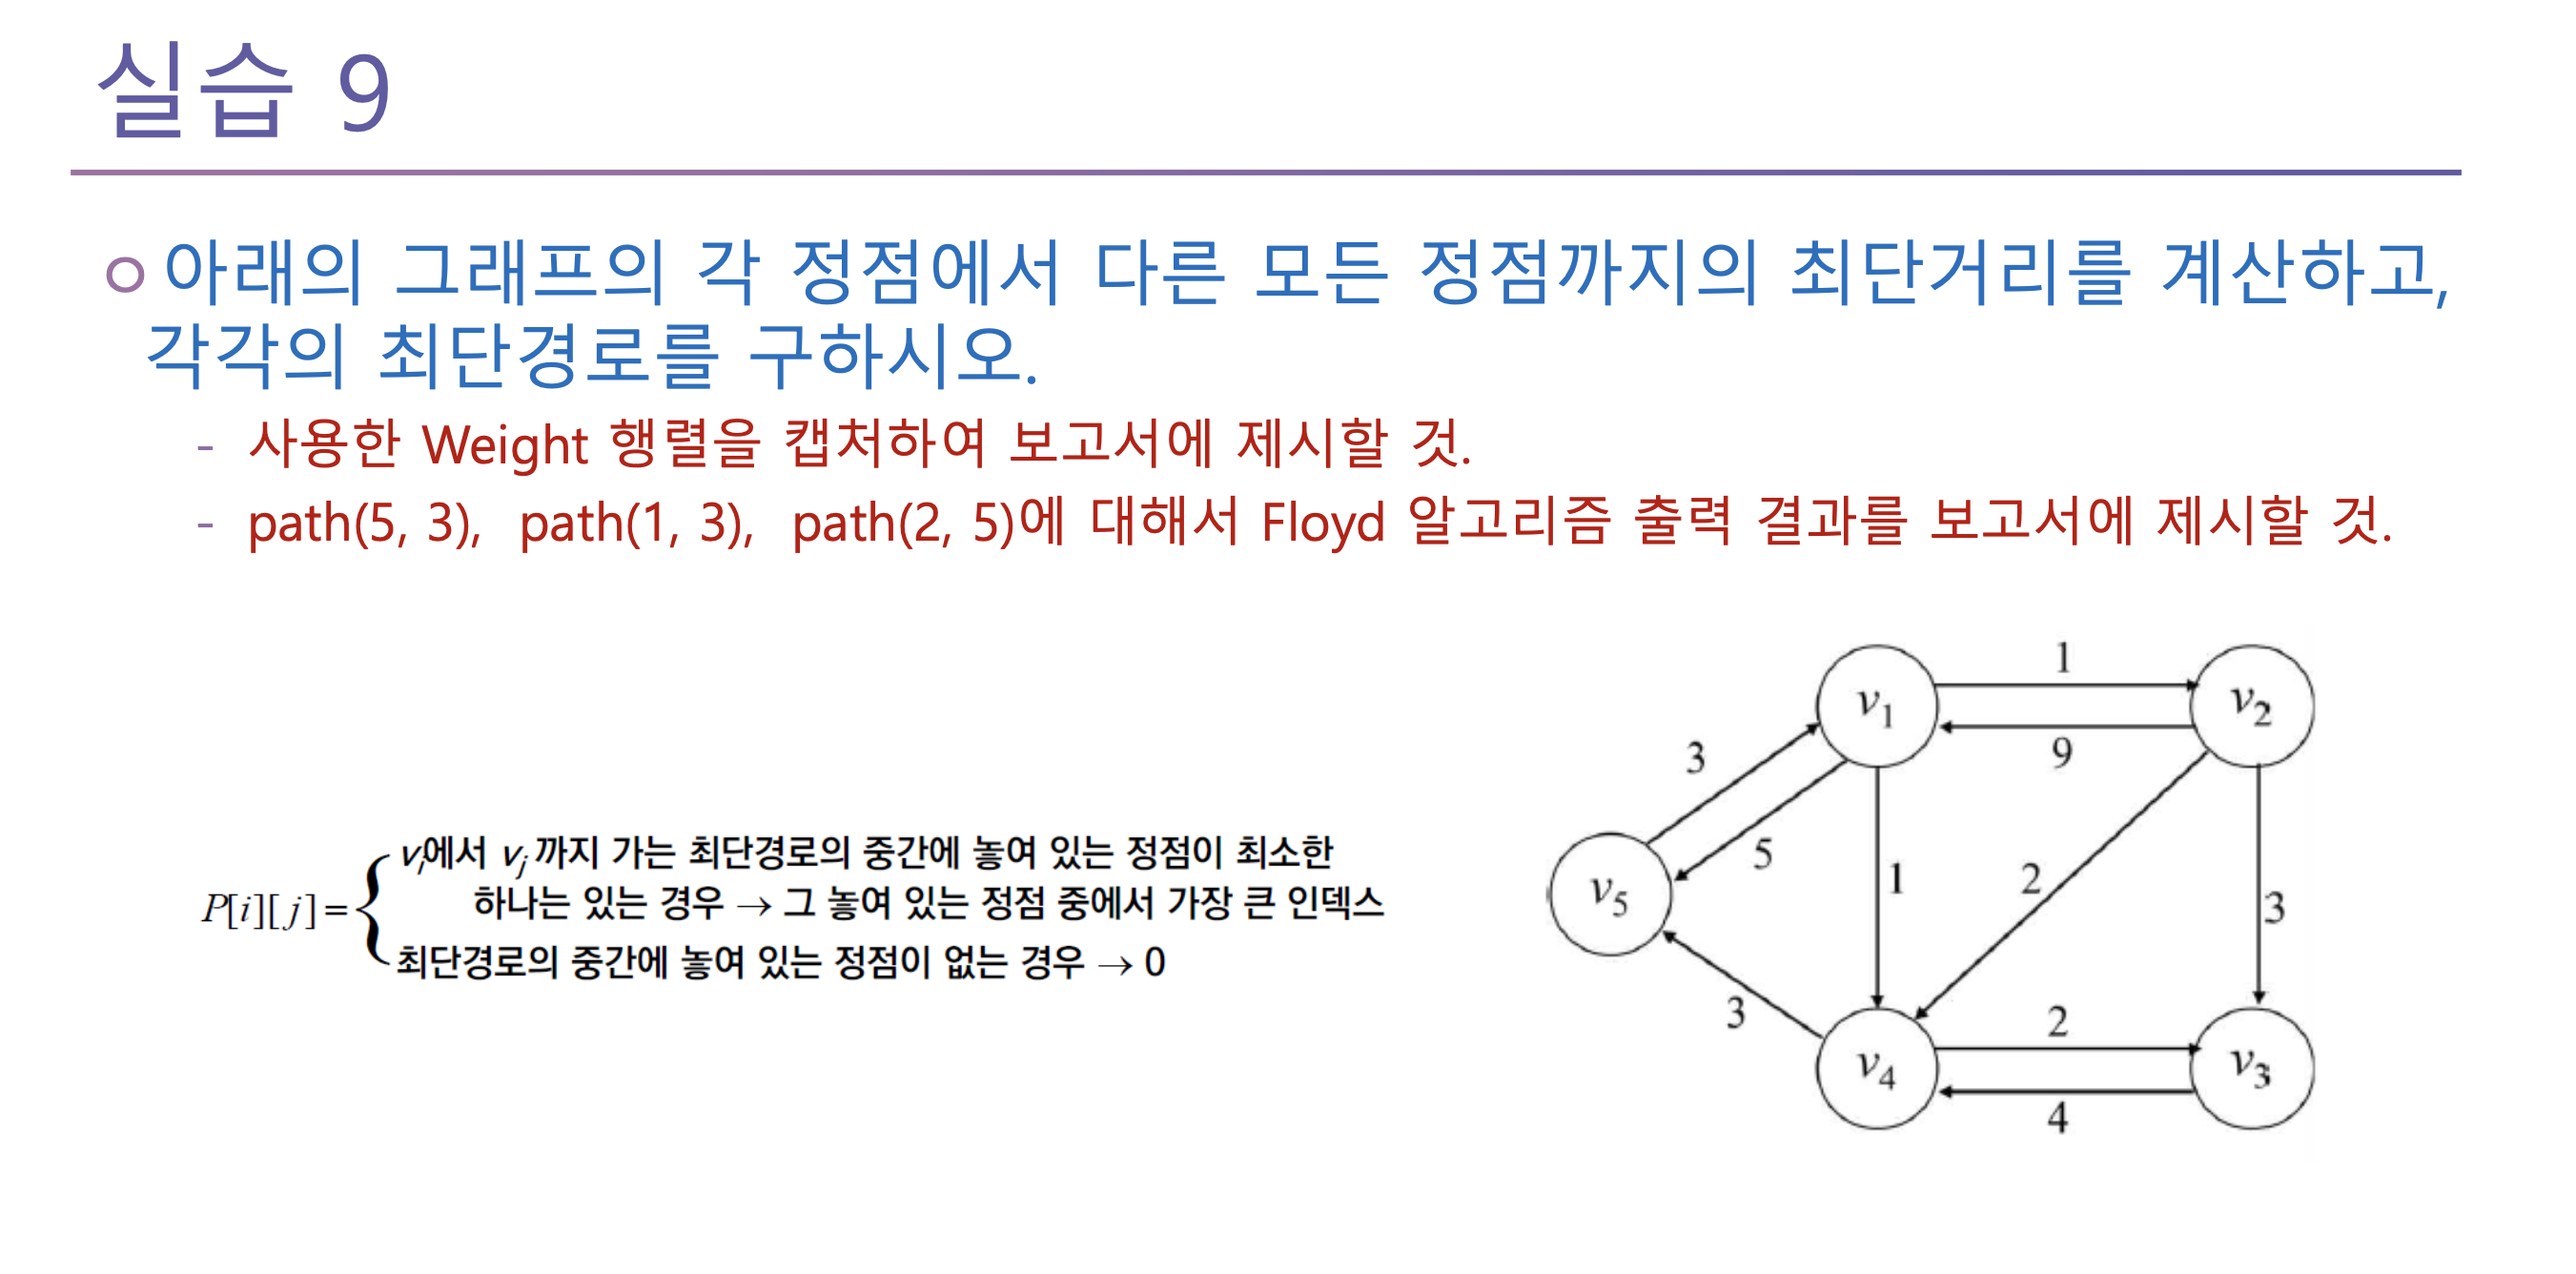 실습 9
아래의 그래프의 각 정점에서 다른 모든 정점까지의 최단거리를 계산하고,
각각의 최단경로를 구하시오.
- 사용한 Weight 행렬을 캡처하여 보고서에 제시할 것.
- path(5, 3), path(1, 3), path(2, 5)에 대해서 Floyd 알고리즘 출력 결과를 보고서에 제시할 것.
vi에서 vj 까지 가는 최단경로의 중간에 놓여 있는 정점이 최소한
하나는 있는 경우 → 그 놓여 있는 정점 중에서 가장 큰 인덱스
P[i][j]=
최단경로의 중간에 놓여 있는 정점이 없는 경우 → 0
1
v1
v2
9
3
5
v5
1
2
3
3
2
v4
v3
4